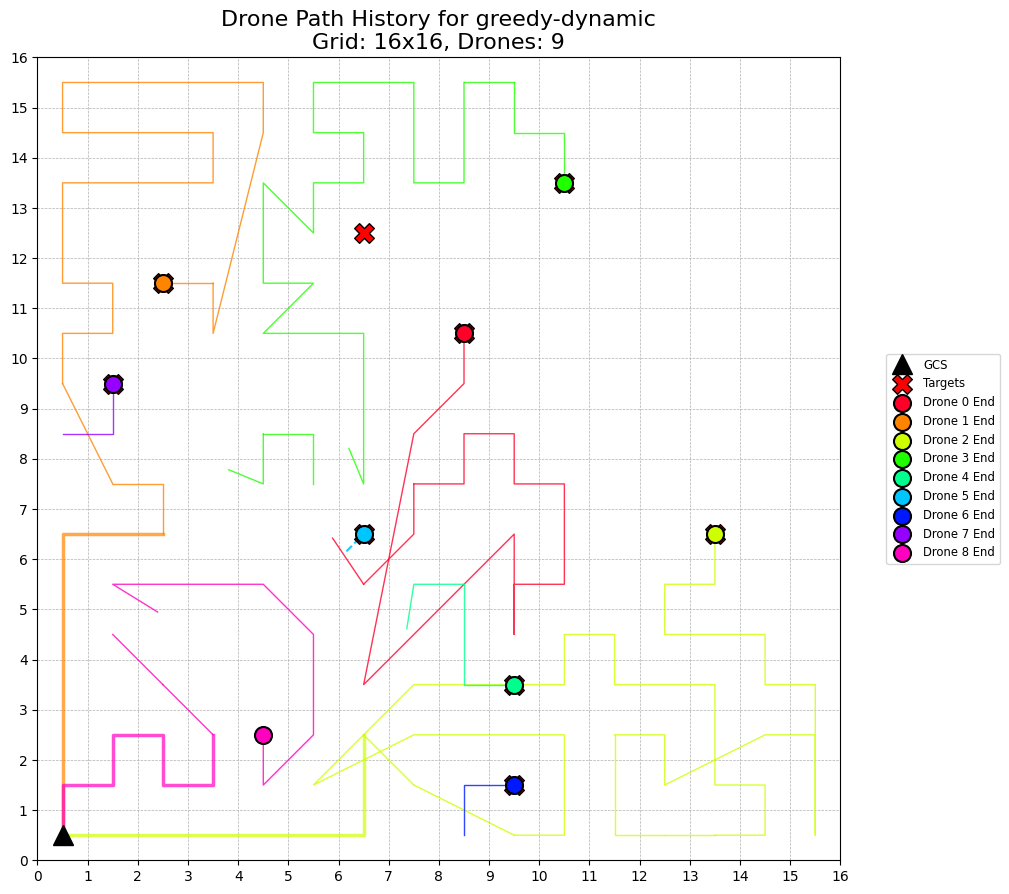 Drone Path History for greedy-dynamic
Grid: 16x16, Drones: 9
16
15
14
13
12
11
10
9
8
7
6
5
4
3
2
1
0
0 1 2 3 4 5 6 7 8 9 10 11 12 13 14 15 16
GCS
Targets
Drone 0 End
Drone 1 End
Drone 2 End
Drone 3 End
Drone 4 End
Drone 5 End
Drone 6 End
Drone 7 End
Drone 8 End